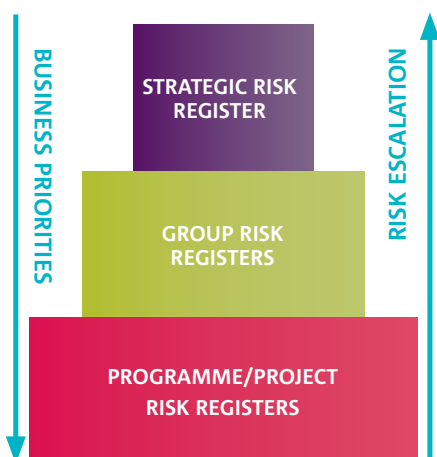 BUSINESS PRIORITIES
STRATEGIC RISK
REGISTER
GROUP RISK
REGISTERS
PROGRAMME/PROJECT
RISK REGISTERS
RISK ESCALATION